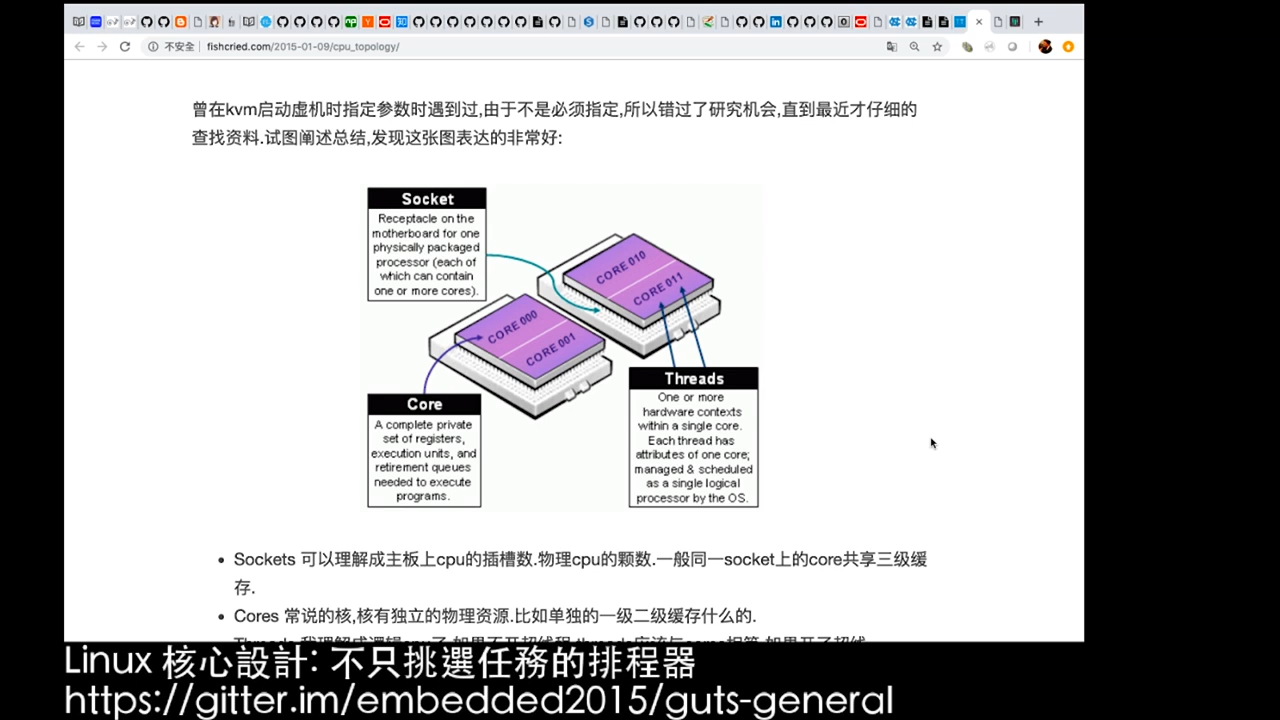 不安全 fishcried.com/2015-01-09/cpu_topology/
曾在kvm启动虚机时指定参数时遇到过,由于不是必须指定,所以错过了研究机会,直到最近才仔细的
查找资料.试图阐述总结,发现这张图表达的非常好:
Socket
Receptacle on the
motherboard for one
physically packaged
processor (each of
which can contain
one or more cores).
CORE 010
CORE 011
CORE 000
CORE 001
Core
A complete private
set of registers,
execution units, and
retirement queues
needed to execute
programs.
Threads
One or more
hardware contexts
within a single core.
Each thread has
attributes of one core;
managed & scheduled
as a single logical
processor by the OS.
• Sockets 可以理解成主板上cpu的插槽数.物理cpu的颗数.一般同一socket上的core共享三级缓
存.
• Cores 常说的核,核有独立的物理资源.比如单独的一级二级缓存什么的.
Linux 核心設計: 不只挑選任務的排程器
https://gitter.im/embedded2015/guts-general